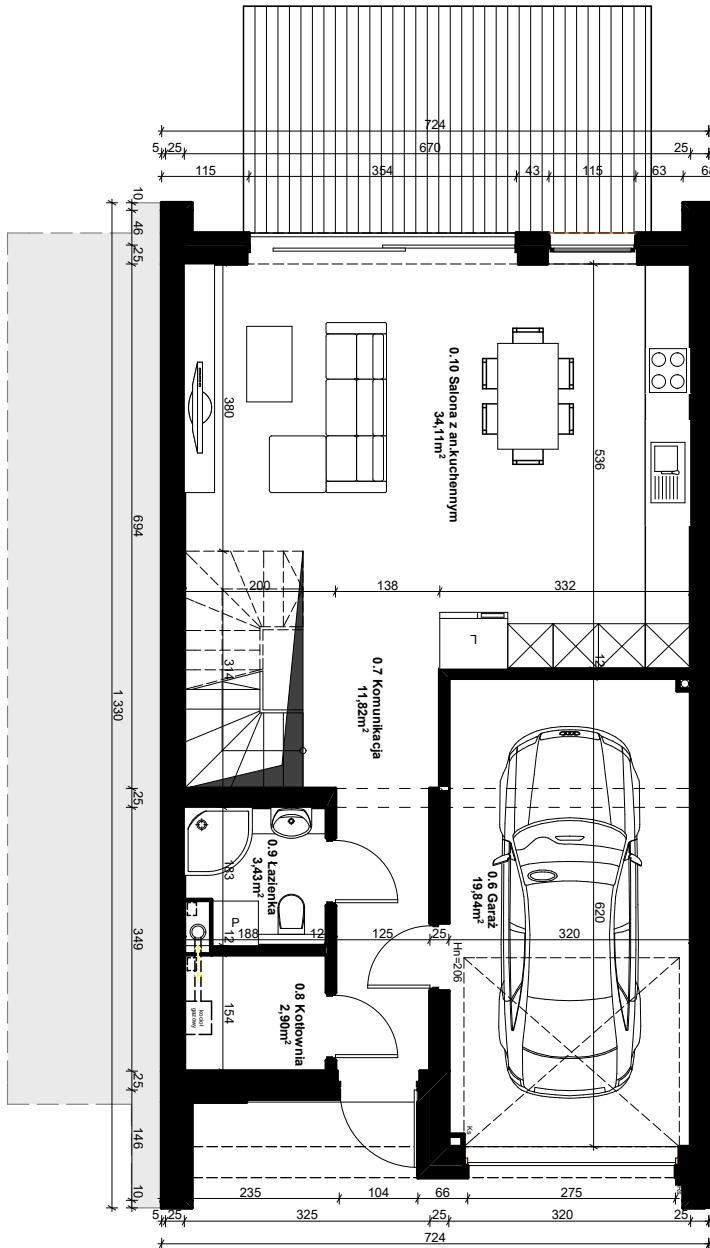 724
5 25 670 25
115 354 43 115 63
10
46
25
0.10 Salona z an.kuchennym
34,11m²
380
536
694
200 138 332
L
12
314
0.7 Komunikacja
11,82m²
1 330
25
0.9 Łazienka
3,43m²
183
0.6 Garaż
19,84m²
620
P
188 12 125 25 320
12
349
Hn=206
0.8 Kotłownia
2,90m²
154
kocioł
gazowy
25
146
Ks
10
235 104 66 275
5 25 325 25 320 25
724